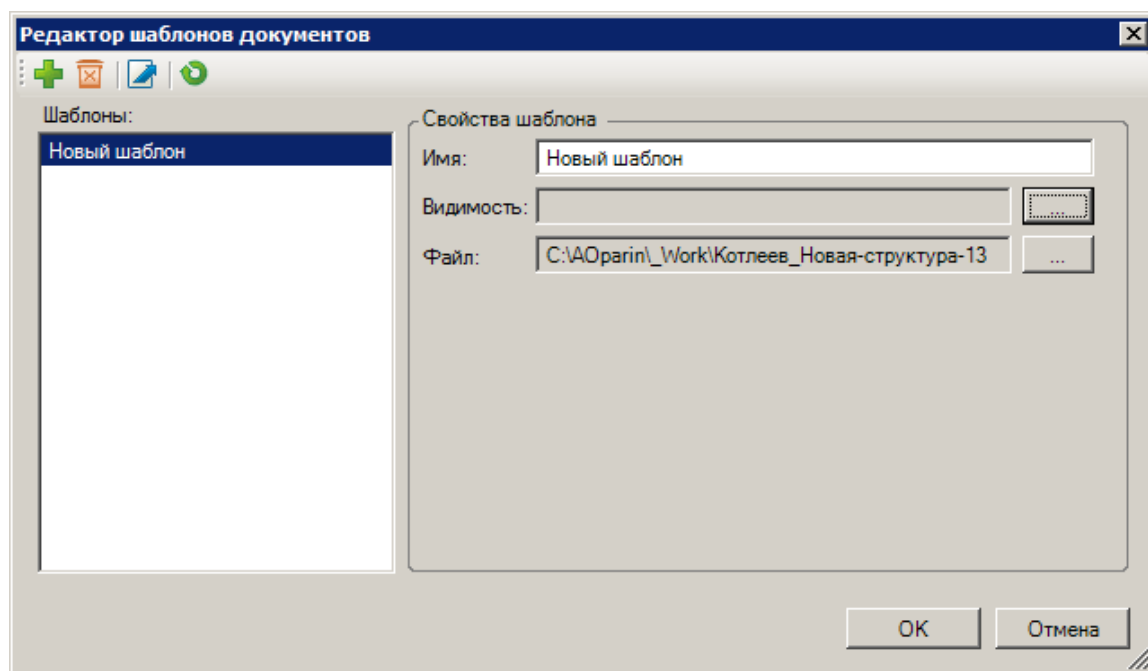 Редактор шаблонов документов
Шаблоны:
Новый шаблон
Свойства шаблона
Имя: Новый шаблон
Видимость: ...
Файл: C:\AOparin\_Work\Котлеев_Новая-структура-13 ...
OK Отмена